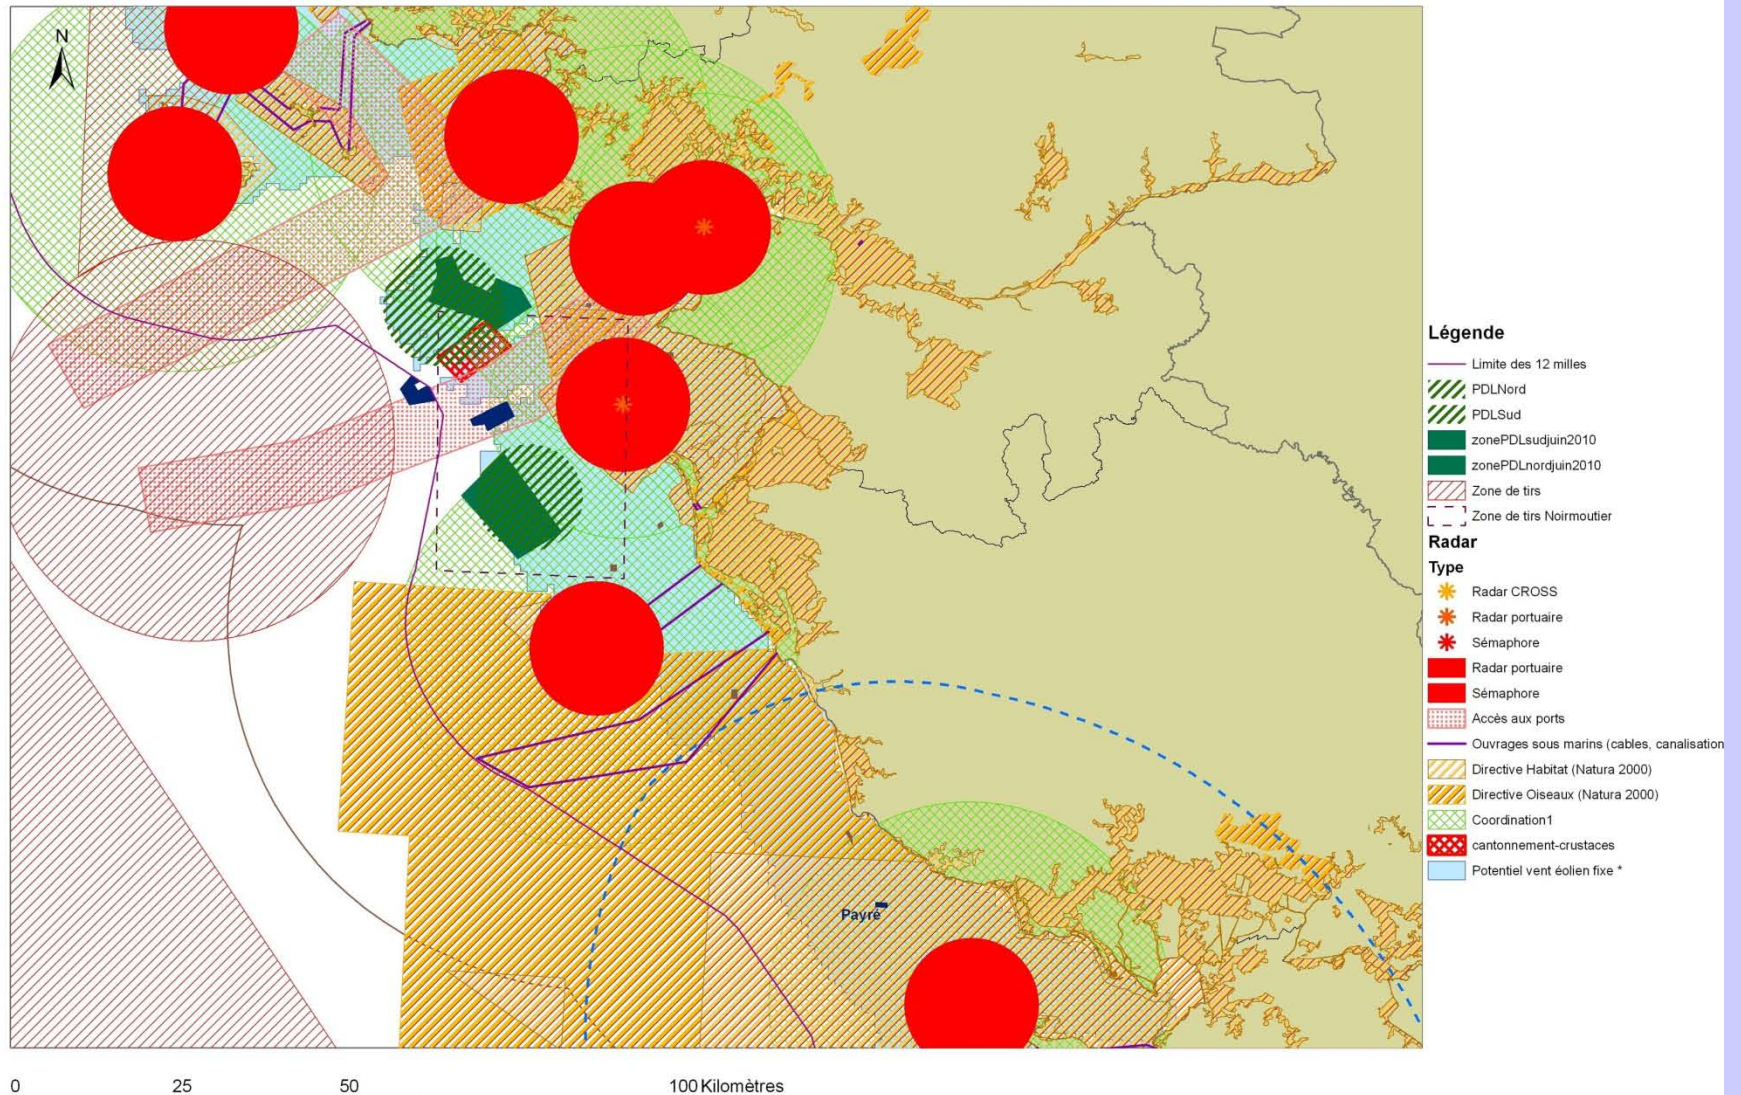 N
Payré
Légende
Limite des 12 milles
PDLNord
PDLSud
zonePDLsudjuin2010
zonePDLnordjuin2010
Zone de tirs
Zone de tirs Noirmoutier
Radar
Type
Radar CROSS
Radar portuaire
Sémaphore
Radar portuaire
Sémaphore
Accès aux ports
Ouvrages sous marins (cables, canalisation
Directive Habitat (Natura 2000)
Directive Oiseaux (Natura 2000)
Coordination1
cantonnement-crustaces
Potentiel vent éolien fixe *
0 25 50 100 Kilomètres